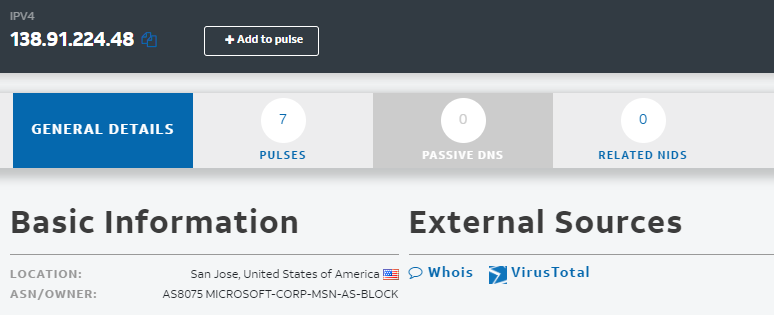 IPV4
138.91.224.48
+ Add to pulse
GENERAL DETAILS
7
PULSES
0
PASSIVE DNS
0
RELATED NIDS
Basic Information
LOCATION: San Jose, United States of America
ASN/OWNER: AS8075 MICROSOFT-CORP-MSN-AS-BLOCK
External Sources
Whois VirusTotal